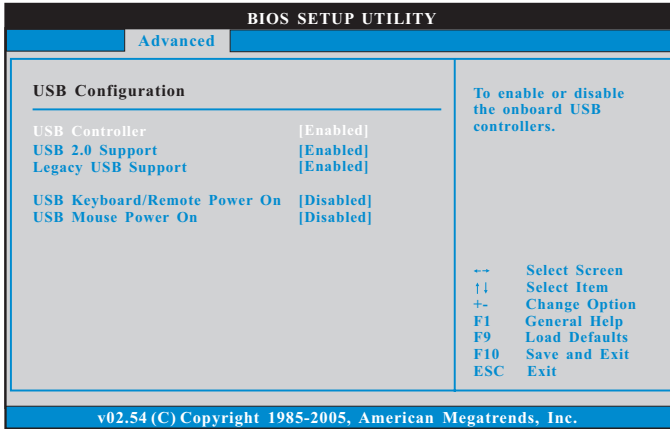 BIOS SETUP UTILITY
Advanced
USB Configuration
USB Controller [Enabled]
USB 2.0 Support [Enabled]
Legacy USB Support [Enabled]
USB Keyboard/Remote Power On [Disabled]
USB Mouse Power On [Disabled]
To enable or disable
the onboard USB
controllers.
←→ Select Screen
↑↓ Select Item
+- Change Option
F1 General Help
F9 Load Defaults
F10 Save and Exit
ESC Exit
v02.54 (C) Copyright 1985-2005, American Megatrends, Inc.